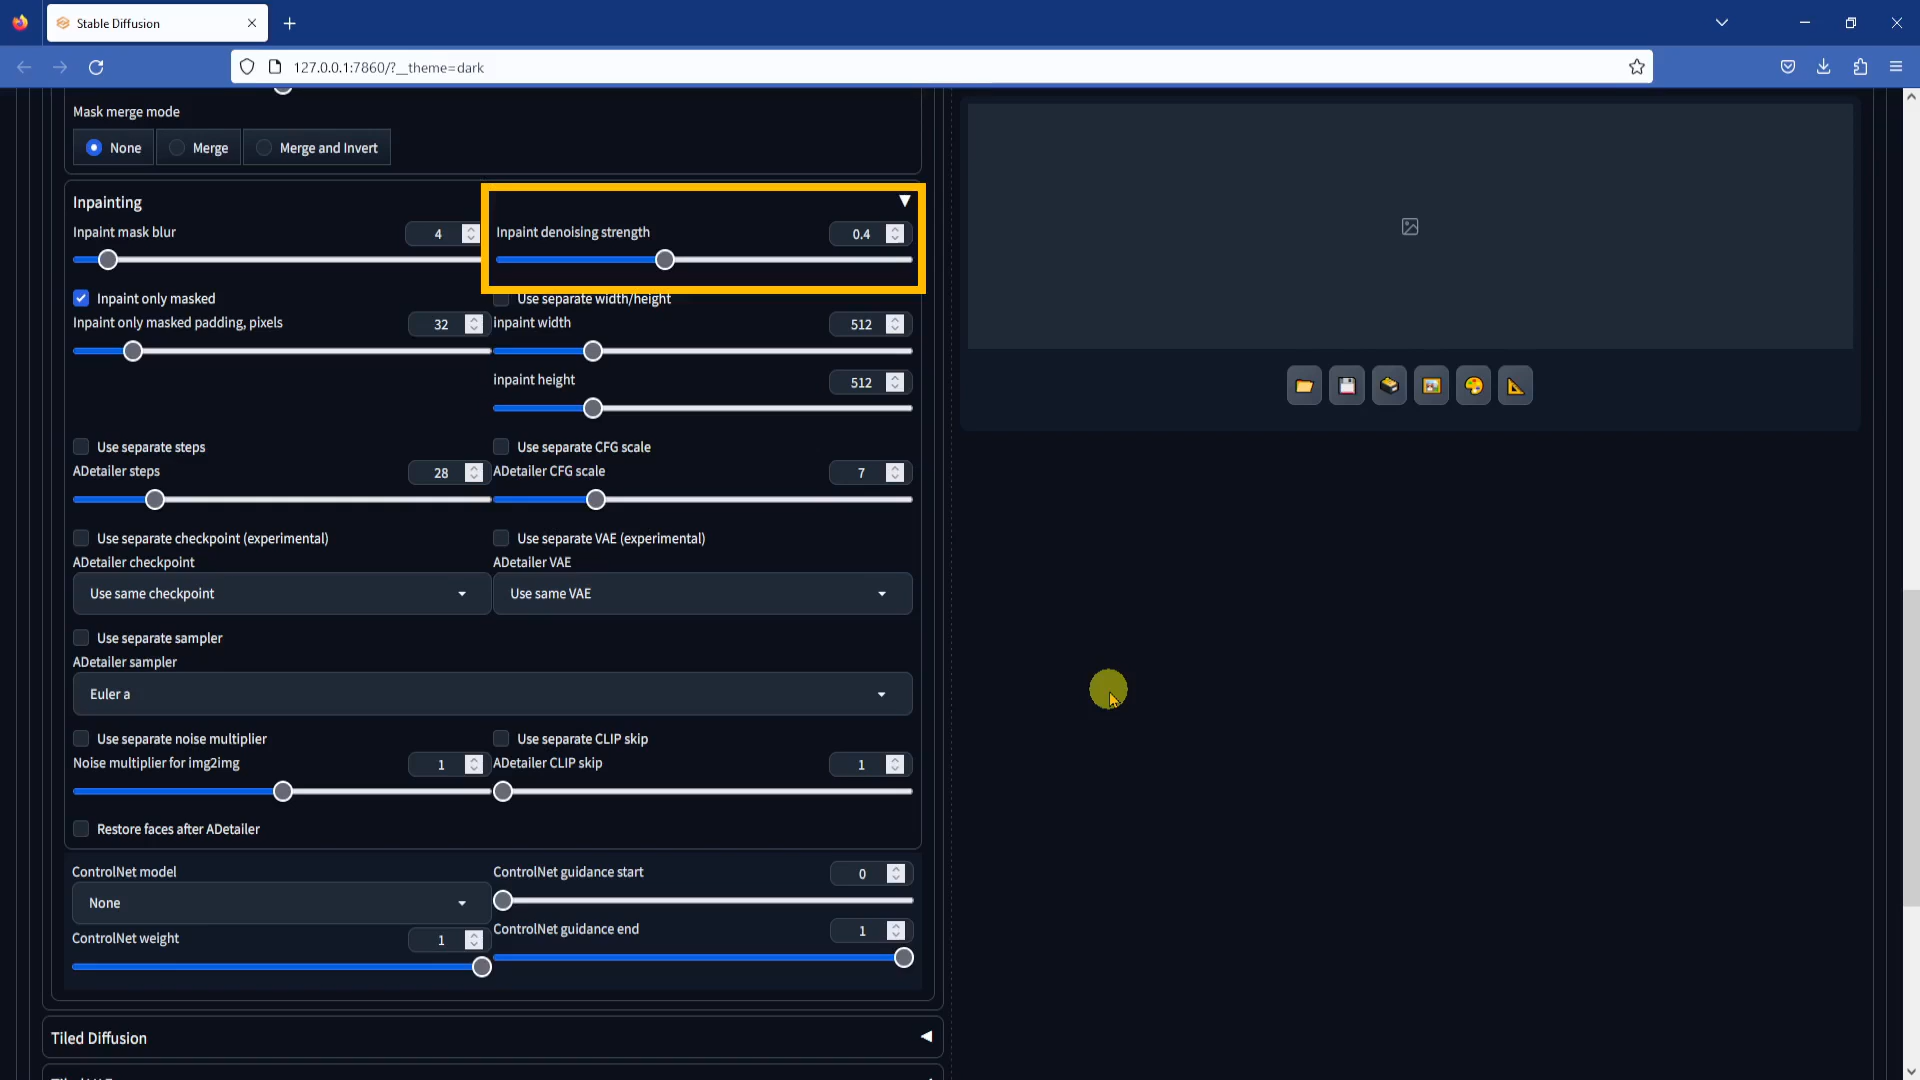 Stable Diffusion
127.0.0.1:7860/?__theme=dark
Mask merge mode
None
Merge
Merge and Invert
Inpainting
Inpaint mask blur
4
Inpaint denoising strength
0.4
Inpaint only masked
Use separate width/height
Inpaint only masked padding, pixels
32
inpaint width
512
inpaint height
512
Use separate steps
Use separate CFG scale
ADetailer steps
28
ADetailer CFG scale
7
Use separate checkpoint (experimental)
Use separate VAE (experimental)
ADetailer checkpoint
ADetailer VAE
Use same checkpoint
Use same VAE
Use separate sampler
ADetailer sampler
Euler a
Use separate noise multiplier
Use separate CLIP skip
Noise multiplier for img2img
1
ADetailer CLIP skip
1
Restore faces after ADetailer
ControlNet model
ControlNet guidance start
0
None
ControlNet weight
1
ControlNet guidance end
1
Tiled Diffusion